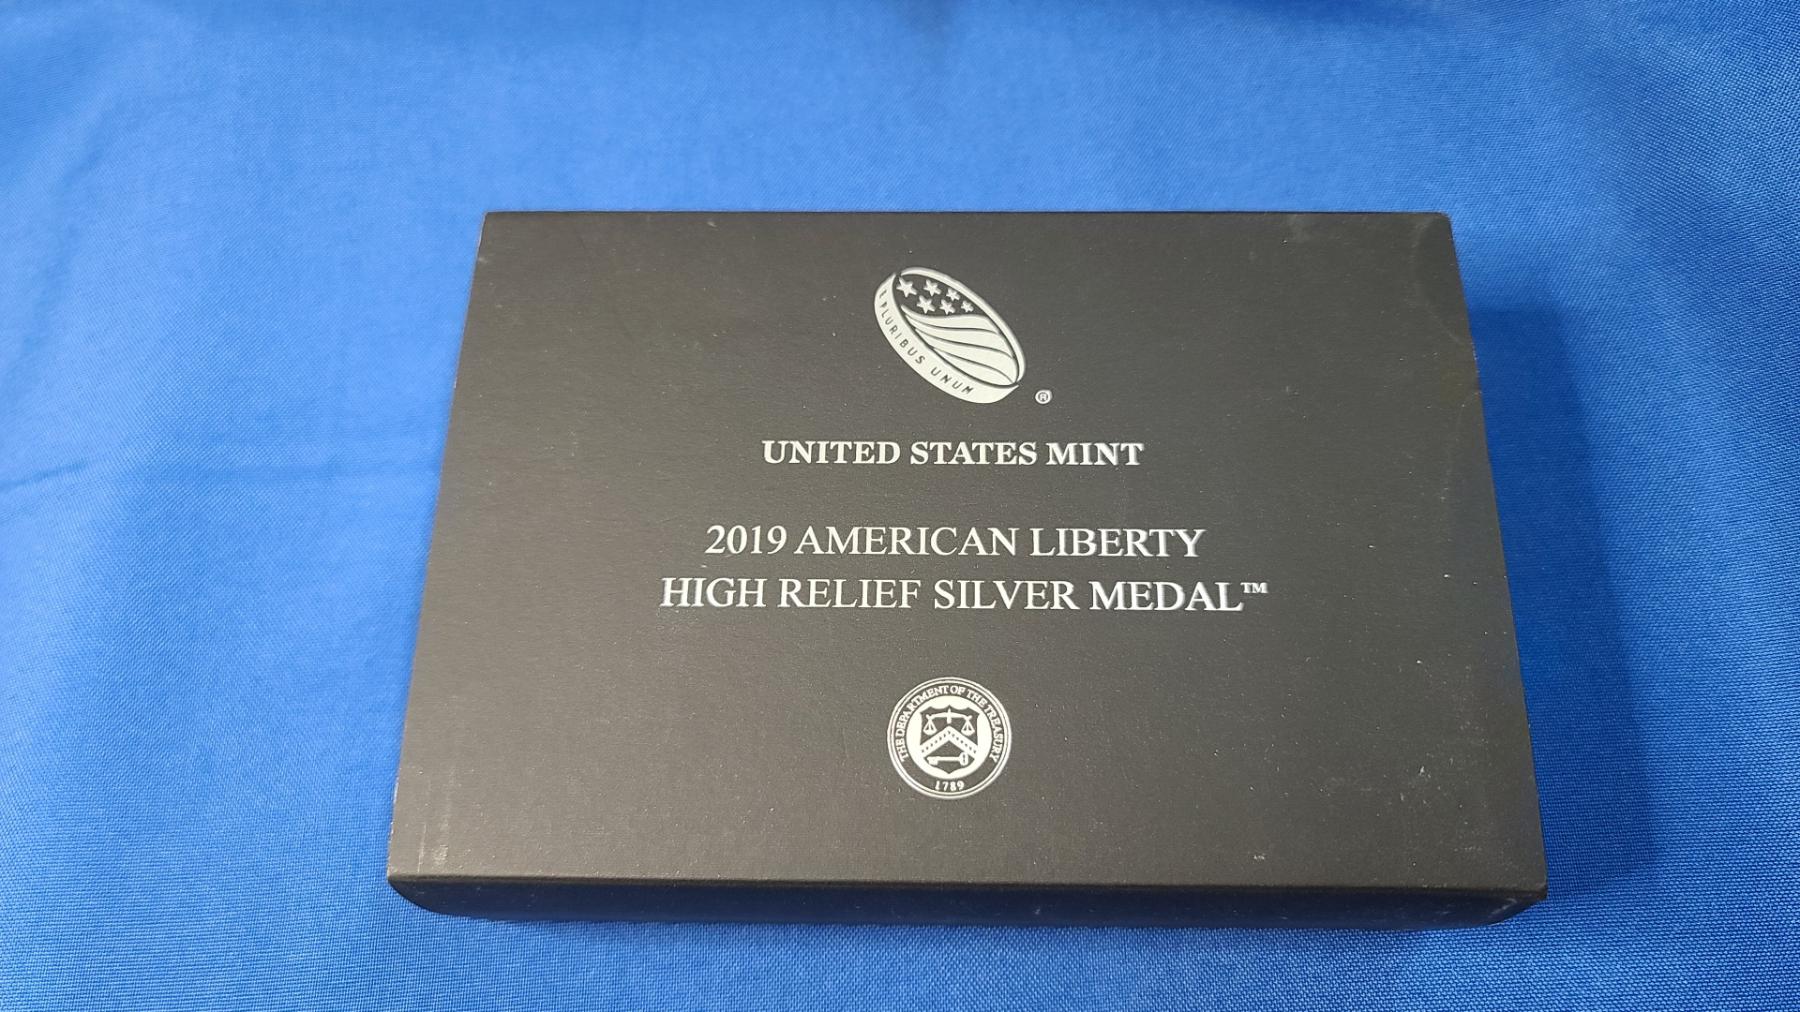 E PLURIBUS UNUM
®
UNITED STATES MINT
2019 AMERICAN LIBERTY
HIGH RELIEF SILVER MEDAL™
THE DEPARTMENT OF THE TREASURY
1789